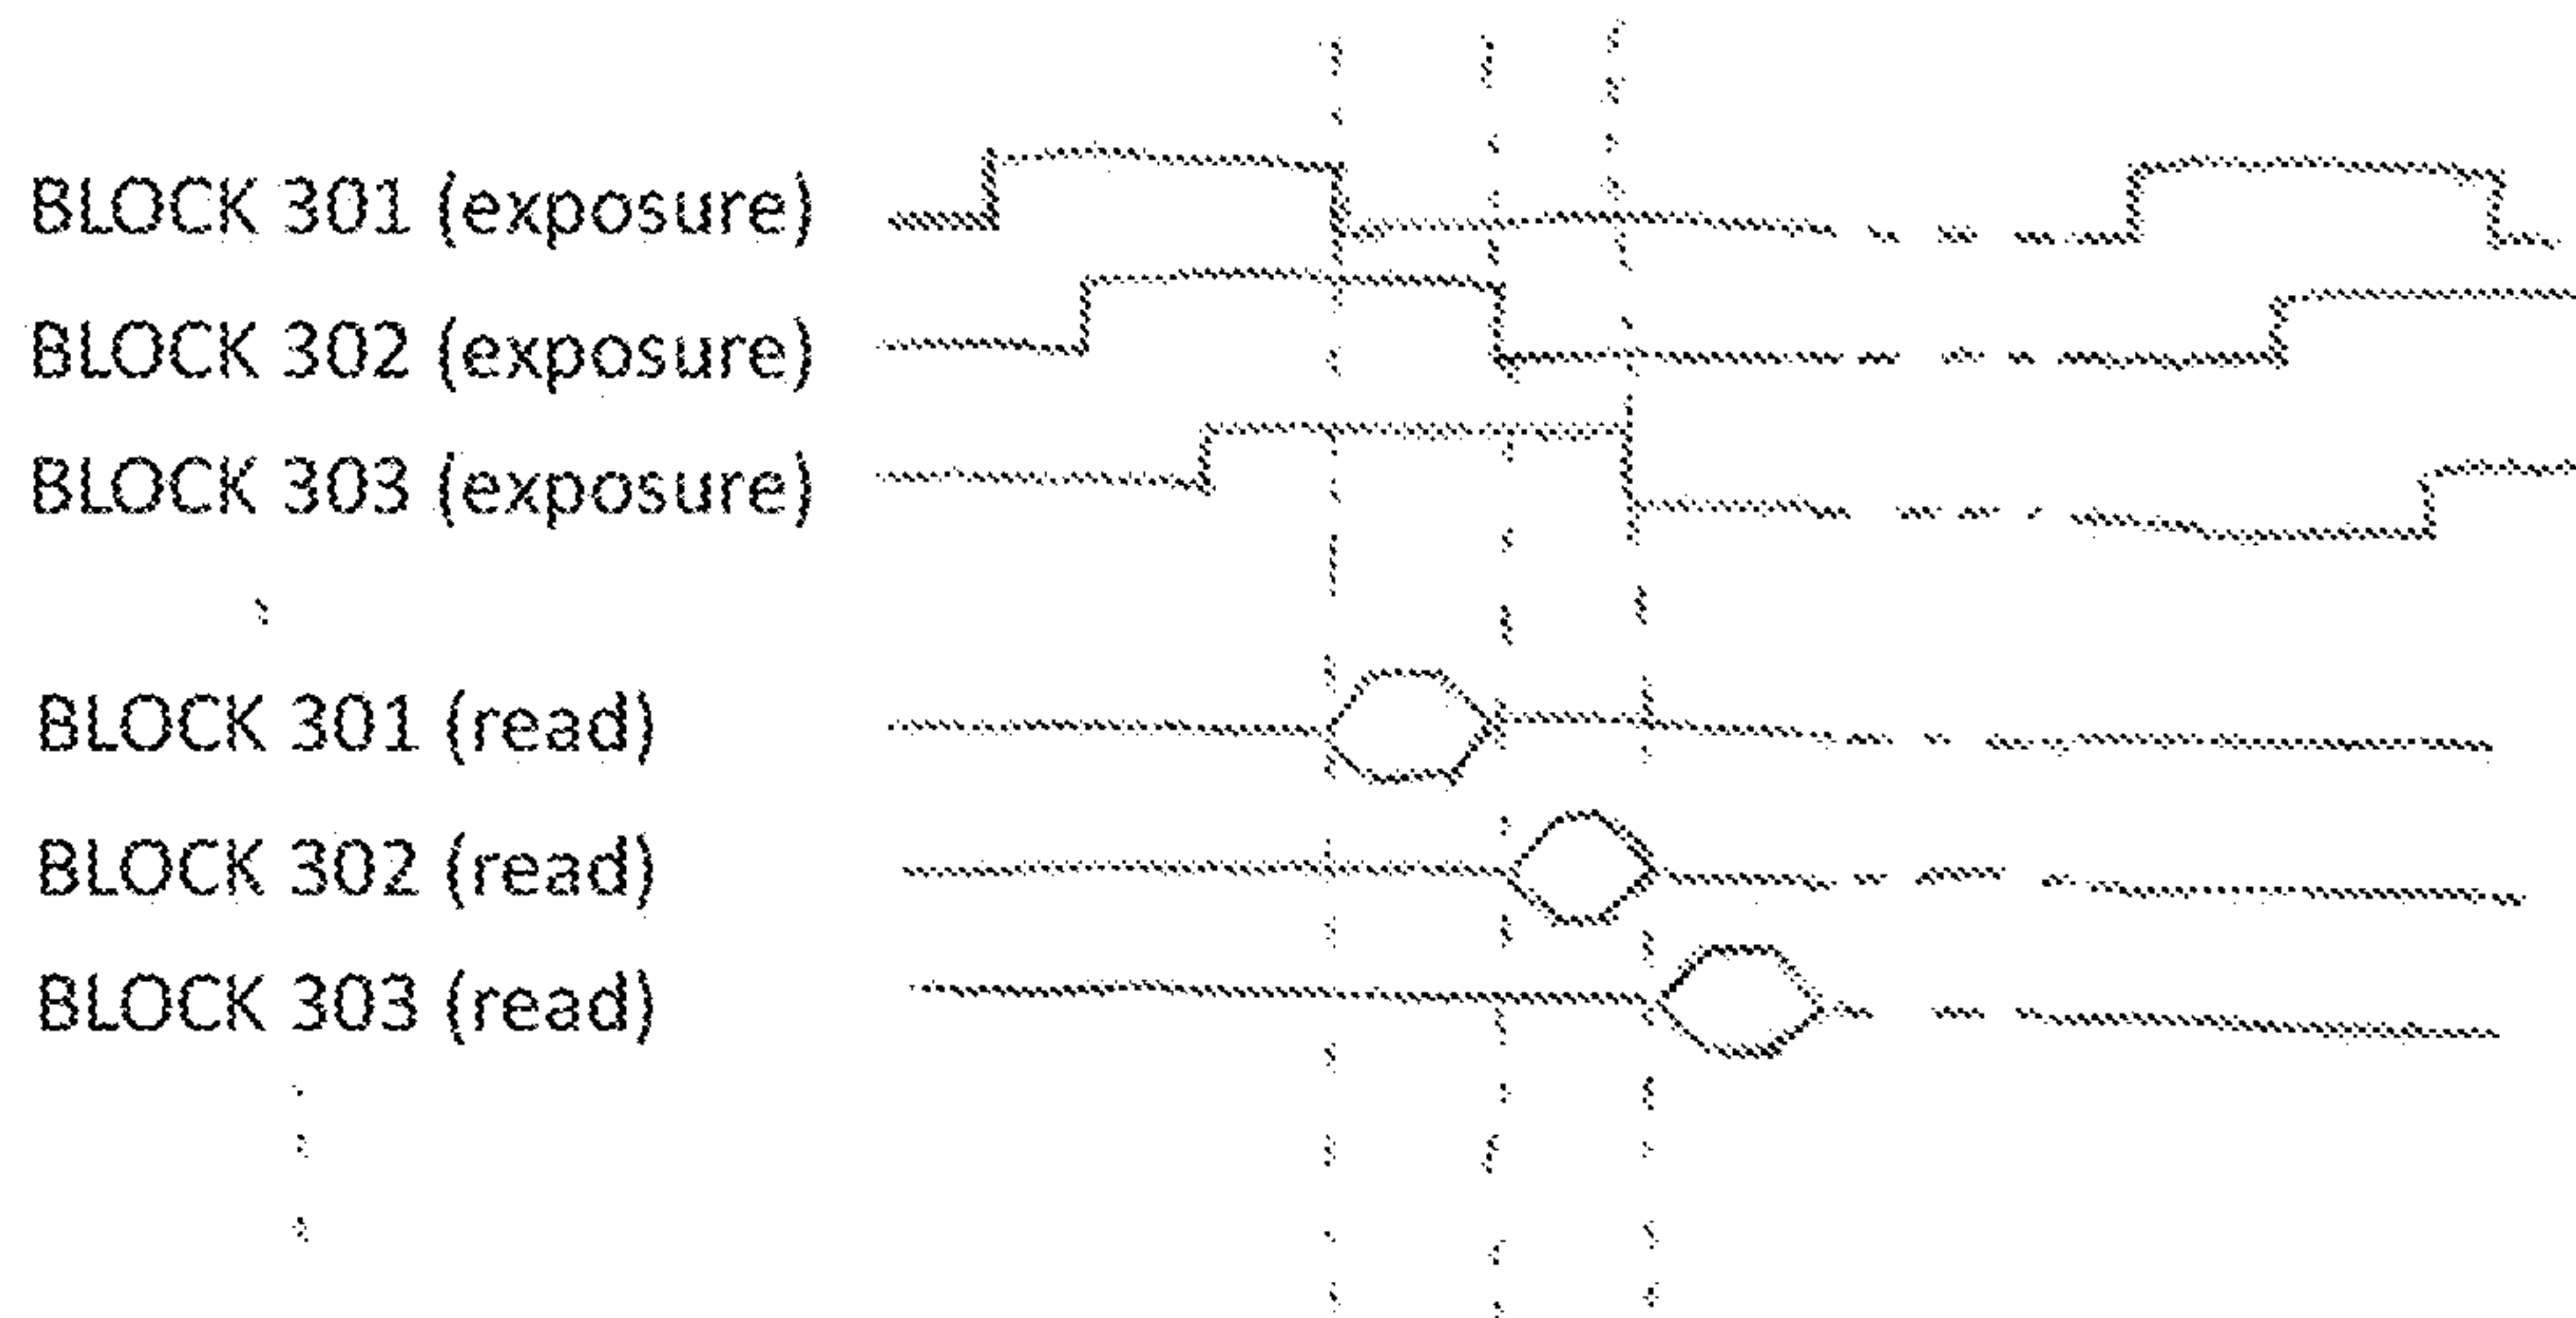 BLOCK 301 (exposure)
BLOCK 302 (exposure)
BLOCK 303 (exposure)
BLOCK 301 (read)
BLOCK 302 (read)
BLOCK 303 (read)